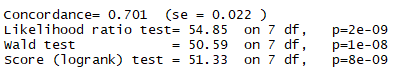 Concordance= 0.701  (se = 0.022 )
Likelihood ratio test= 54.85  on 7 df,   p=2e-09
Wald test            = 50.59  on 7 df,   p=1e-08
Score (logrank) test = 51.33  on 7 df,   p=8e-09